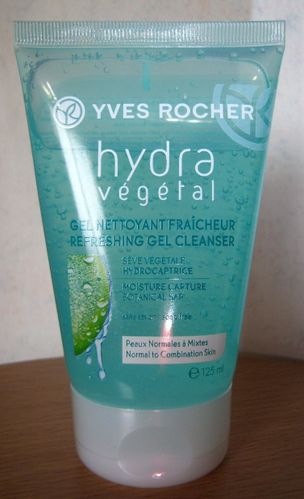 YVES ROCHER
hydra
végétal
GEL NETTOYANT FRAÎCHEUR
REFRESHING GEL CLEANSER
SÈVE VÉGÉTALE
HYDROCAPTRICE
MOISTURE CAPTURE
BOTANICAL SAP
Peaux Normales à Mixtes
Normal to Combination Skin
e 125 ml